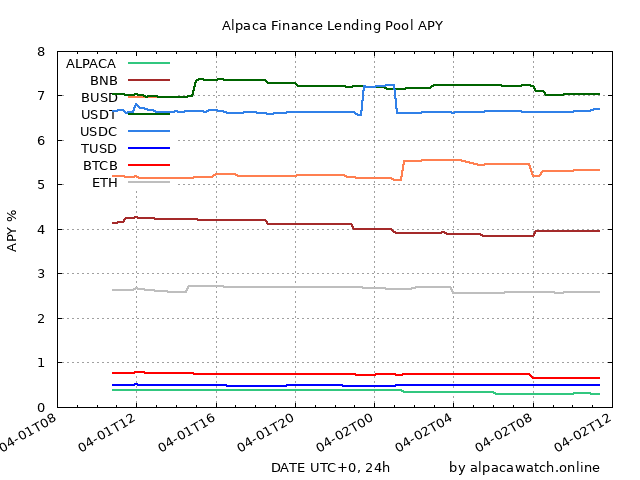 Alpaca Finance Lending Pool APY
8
7
6
5
4
3
2
1
0
APY %
ALPACA
BNB
BUSD
USDT
USDC
TUSD
BTCB
ETH
04-01T08
04-01T12
04-01T16
04-01T20
04-02T00
04-02T04
04-02T08
04-02T12
DATE UTC+0, 24h
by alpacawatch.online